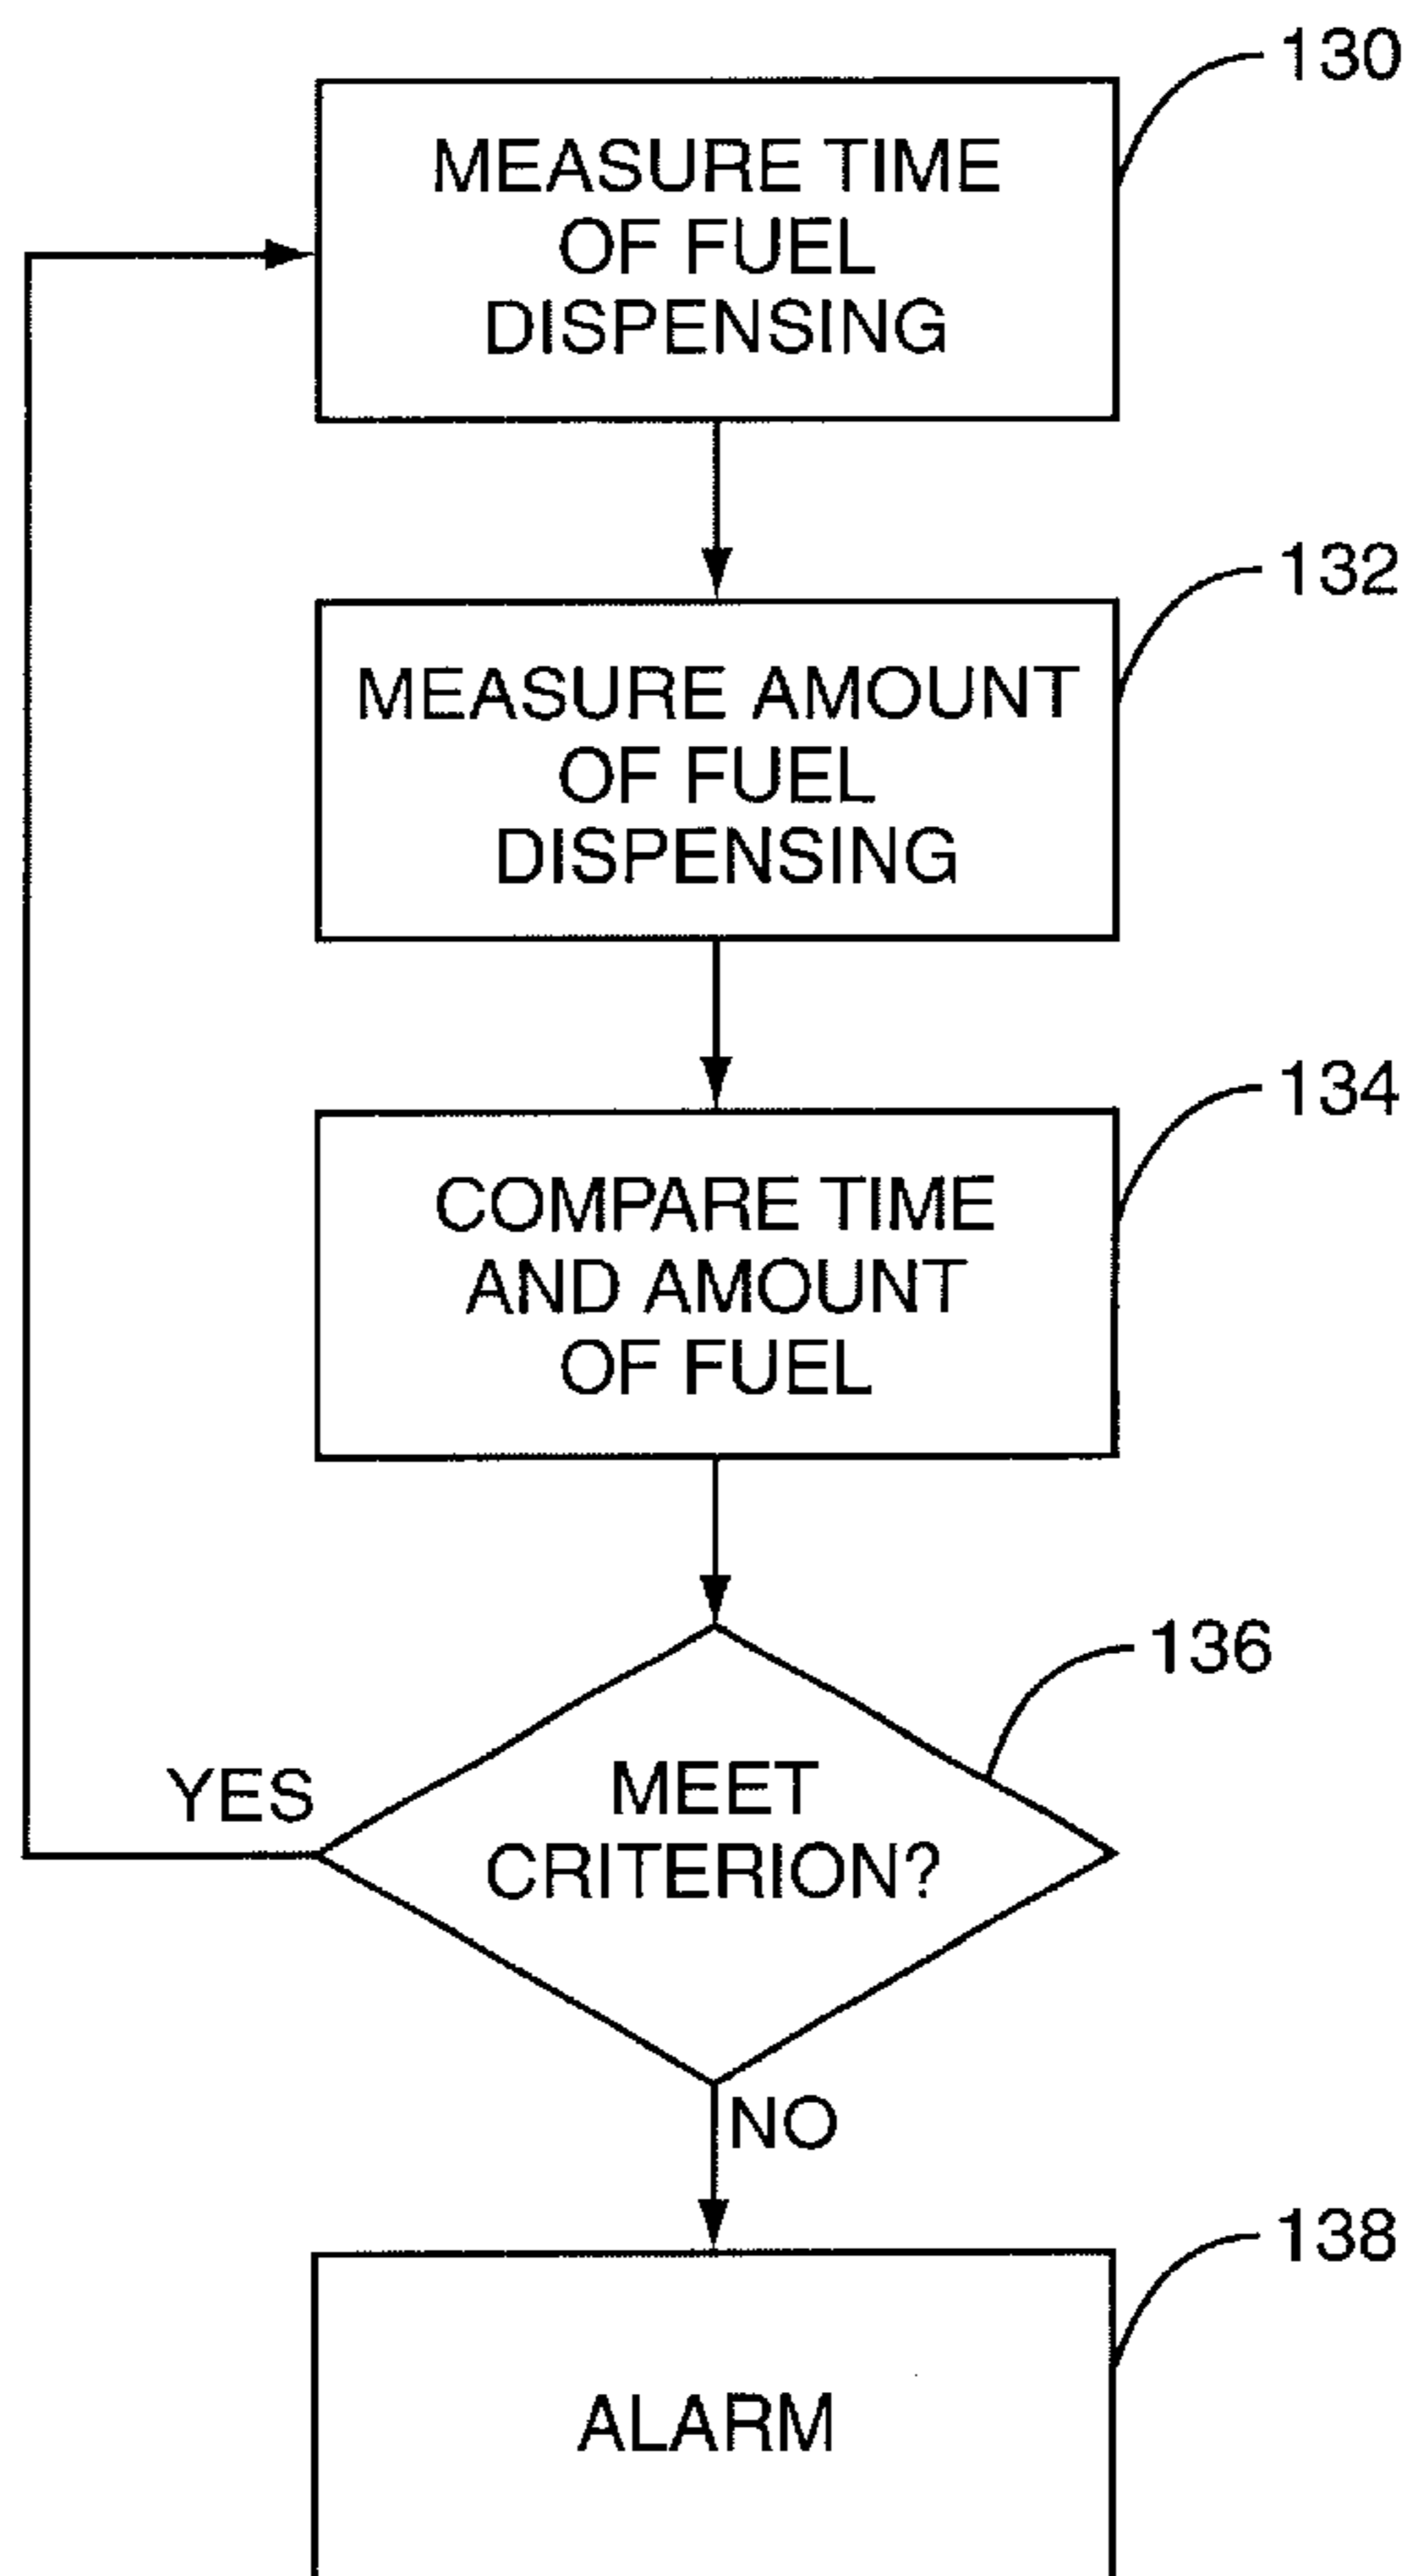 130
MEASURE TIME
OF FUEL
DISPENSING
132
MEASURE AMOUNT
OF FUEL
DISPENSING
134
COMPARE TIME
AND AMOUNT
OF FUEL
136
MEET
CRITERION?
YES
NO
138
ALARM